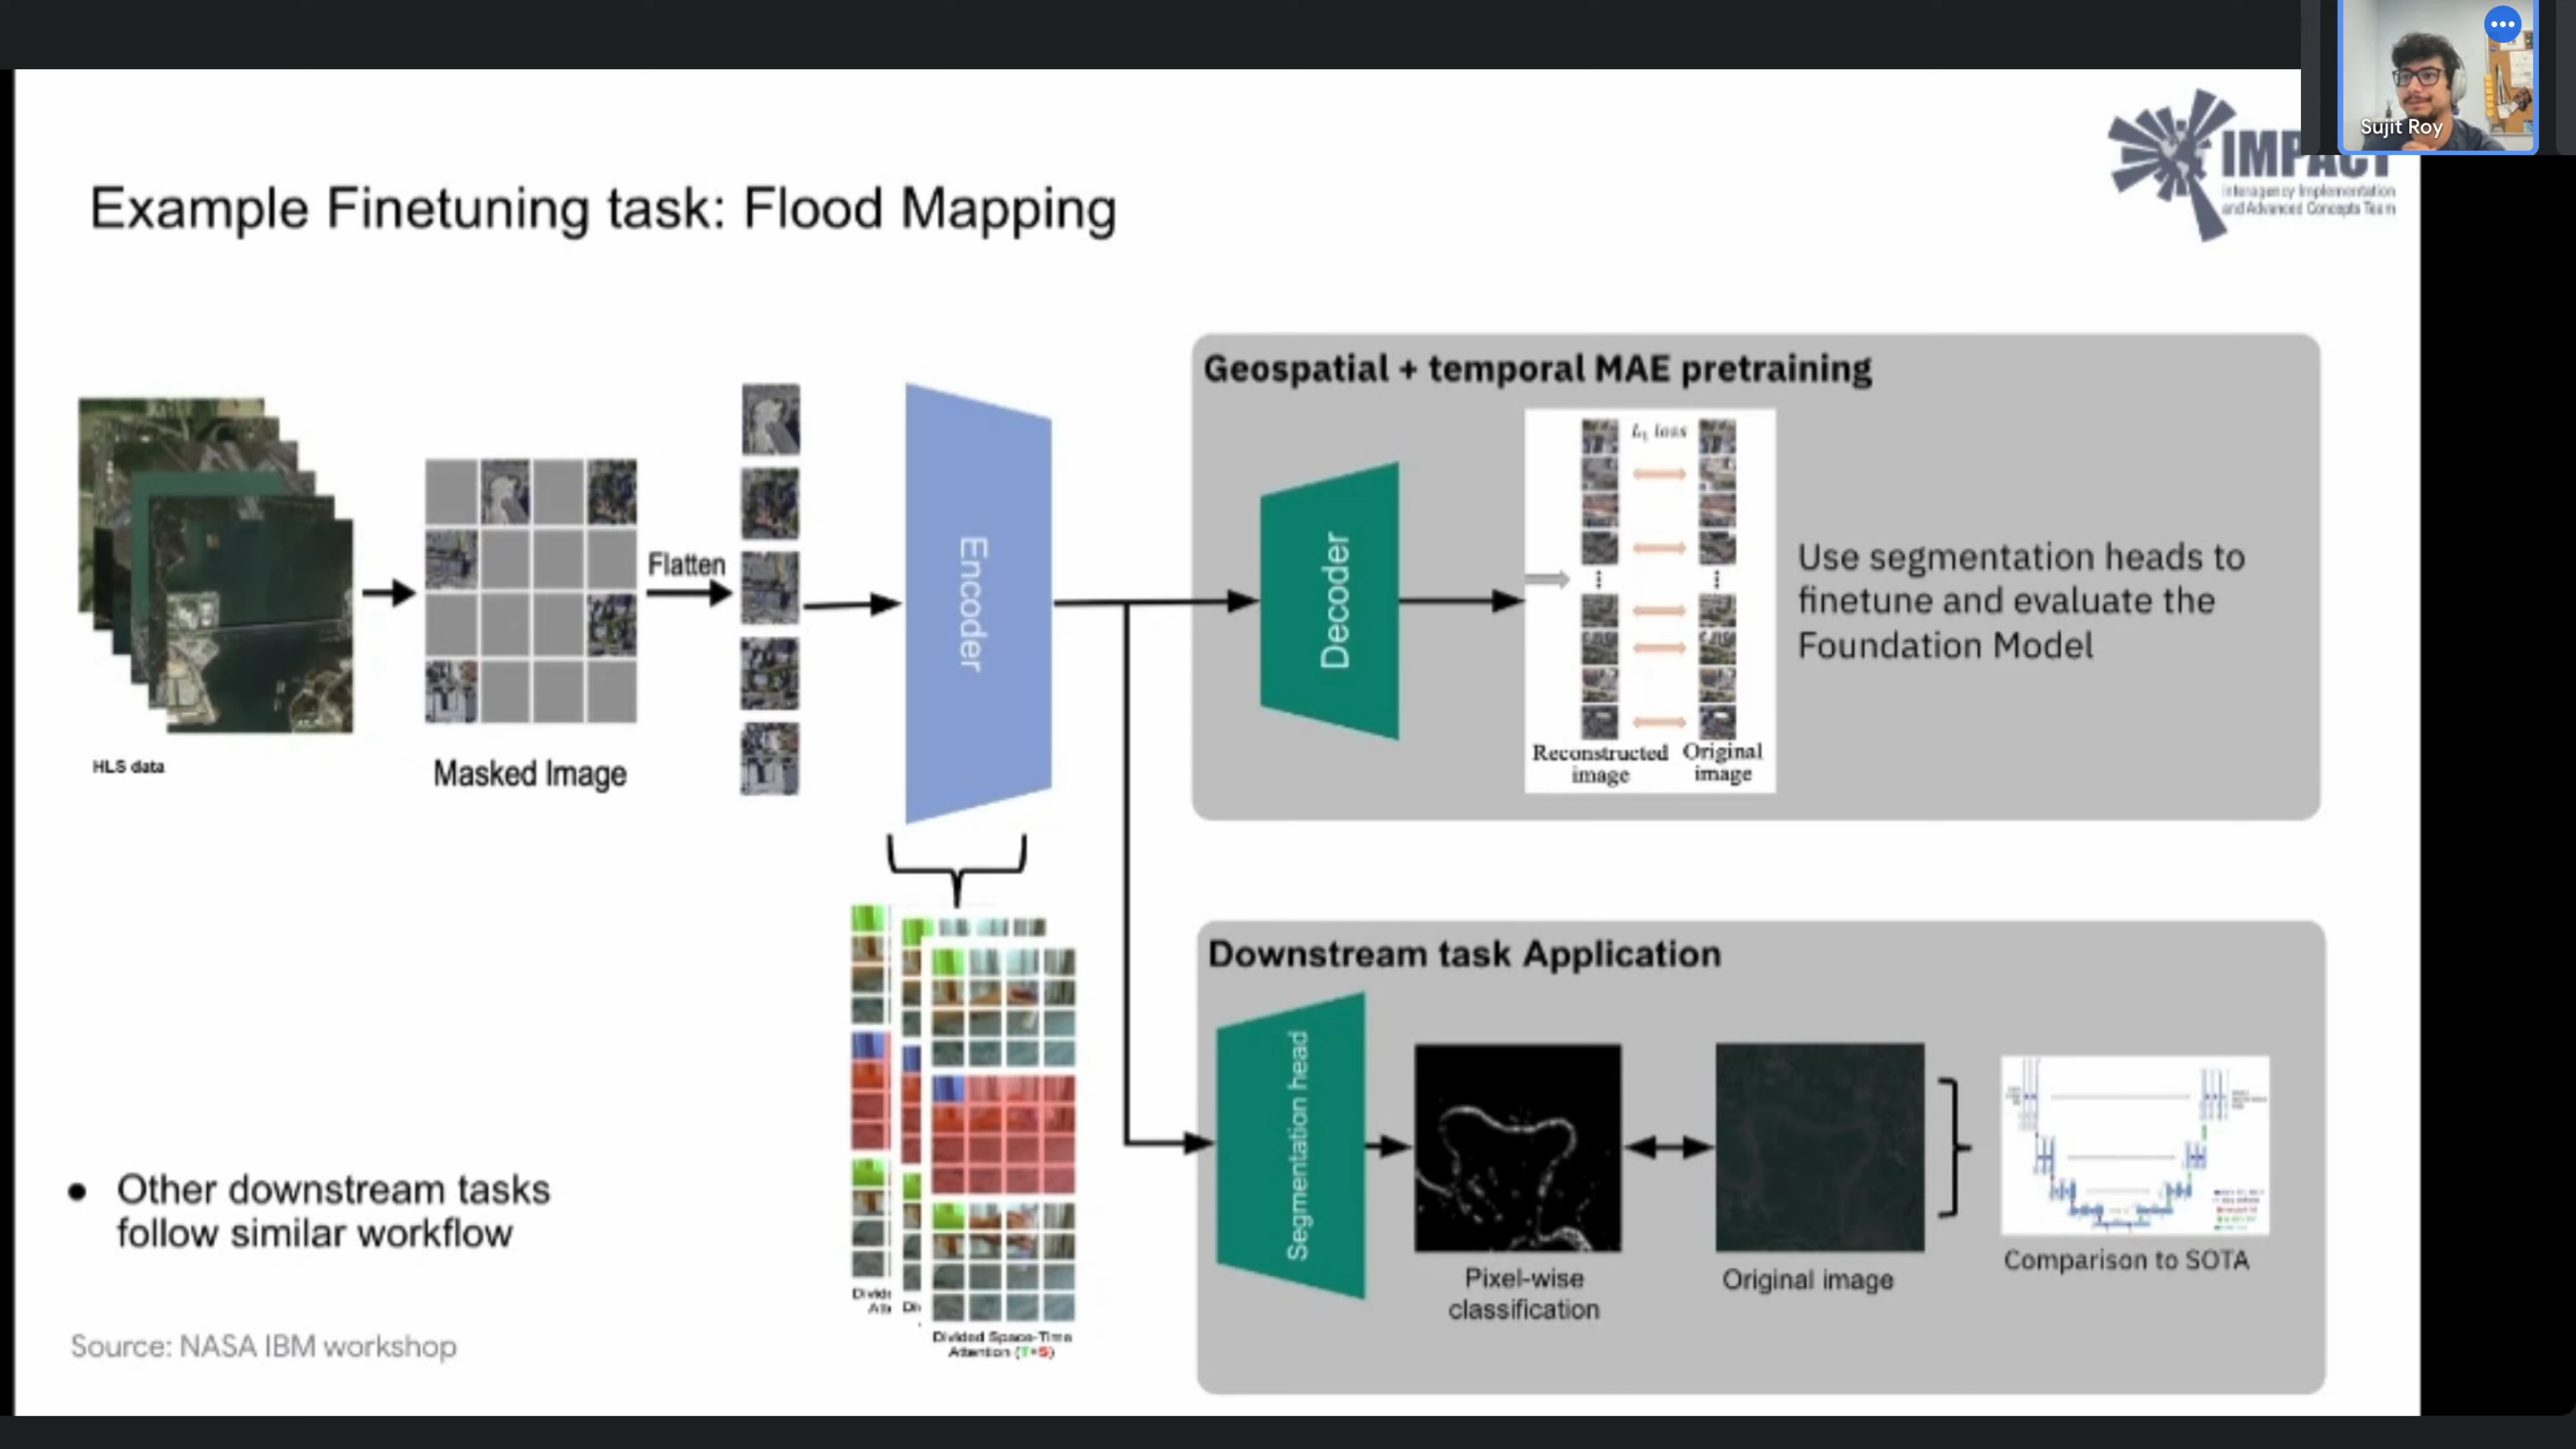 Sujit Roy
IMPACT
Interagency Implementation
and Advanced Concepts Team
Example Finetuning task: Flood Mapping
HLS data
Masked Image
Flatten
Encoder
Geospatial + temporal MAE pretraining
Decoder
L1 loss
Reconstructed image
Original image
Use segmentation heads to
finetune and evaluate the
Foundation Model
Divided Space-Time
Attention (T+S)
Downstream task Application
Segmentation head
Pixel-wise
classification
Original image
Comparison to SOTA
• Other downstream tasks
follow similar workflow
Source: NASA IBM workshop